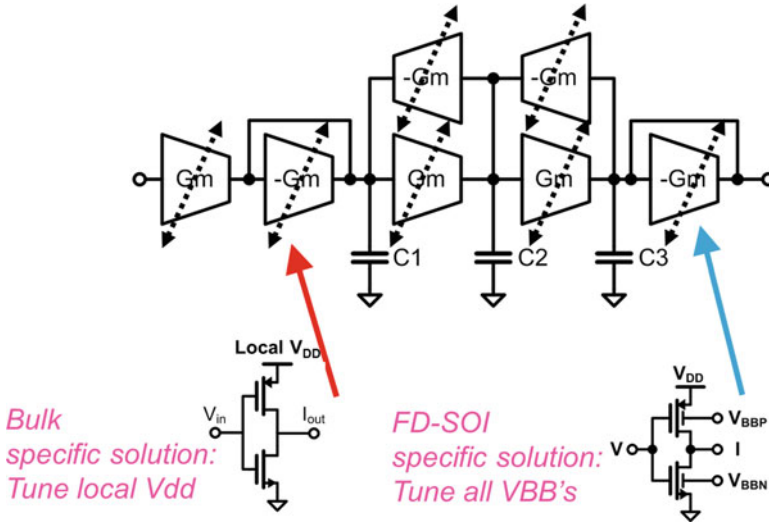 -Gm -Gm
Gm -Gm Gm Gm -Gm
C1 C2 C3
Local VDD
Vin Iout
Bulk
specific solution:
Tune local Vdd
FD-SOI
specific solution:
Tune all VBB's
VDD
VBBP
V I
VBBN